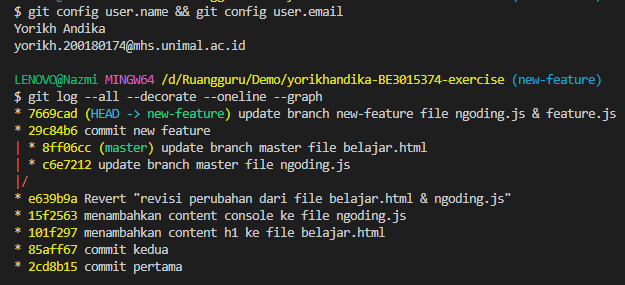 $ git config user.name && git config user.email
Yorikh Andika
yorikh.200180174@mhs.unimal.ac.id
LENOVO@Nazmi MINGW64 /d/Ruangguru/Demo/yorikhandika-BE3015374-exercise (new-feature)
$ git log --all --decorate --oneline --graph
* 7669cad (HEAD -> new-feature) update branch new-feature file ngoding.js & feature.js
* 29c84b6 commit new feature
| * 8ff06cc (master) update branch master file belajar.html
| * c6e7212 update branch master file ngoding.js
|/
* e639b9a Revert "revisi perubahan dari file belajar.html & ngoding.js"
* 15f2563 menambahkan content console ke file ngoding.js
* 101f297 menambahkan content h1 ke file belajar.html
* 85aff67 commit kedua
* 2cd8b15 commit pertama